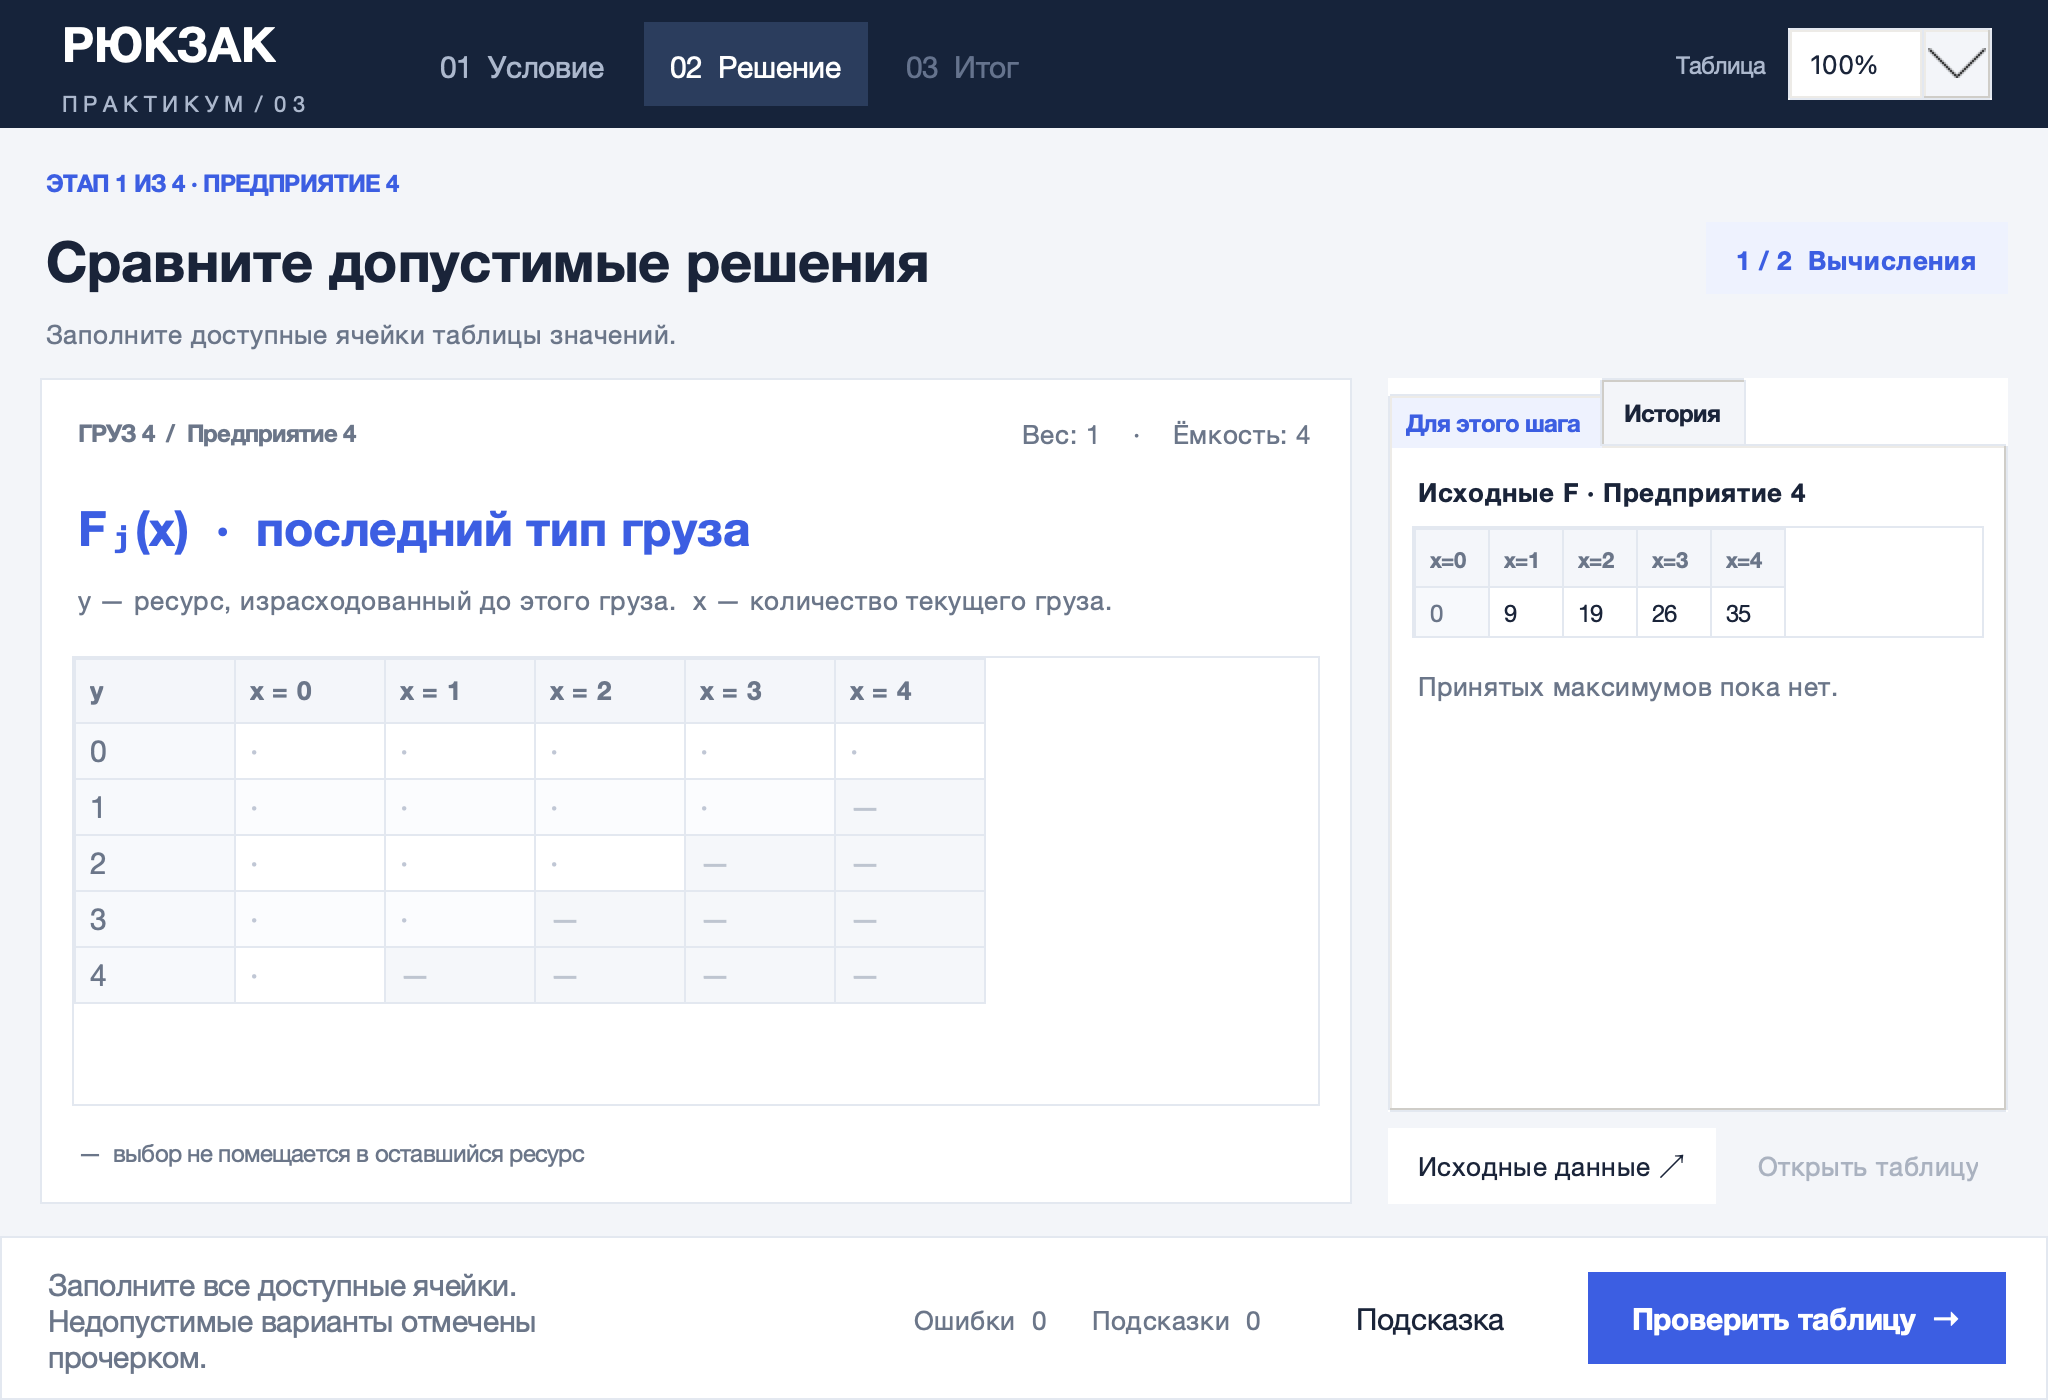 РЮКЗАК
ПРАКТИКУМ / 03
01 Условие
02 Решение
03 Итог
Таблица
100%
ЭТАП 1 ИЗ 4 · ПРЕДПРИЯТИЕ 4
Сравните допустимые решения
1 / 2 Вычисления
Заполните доступные ячейки таблицы значений.
ГРУЗ 4 / Предприятие 4
Вес: 1 · Ёмкость: 4
Fⱼ(x) · последний тип груза
y — ресурс, израсходованный до этого груза. x — количество текущего груза.
y x = 0 x = 1 x = 2 x = 3 x = 4
0 · · · · ·
1 · · · · —
2 · · · — —
3 · · — — —
4 · — — — —
— выбор не помещается в оставшийся ресурс
Для этого шага
История
Исходные F · Предприятие 4
x=0 x=1 x=2 x=3 x=4
0 9 19 26 35
Принятых максимумов пока нет.
Исходные данные ↗
Открыть таблицу
Заполните все доступные ячейки.
Недопустимые варианты отмечены
прочерком.
Ошибки 0
Подсказки 0
Подсказка
Проверить таблицу →